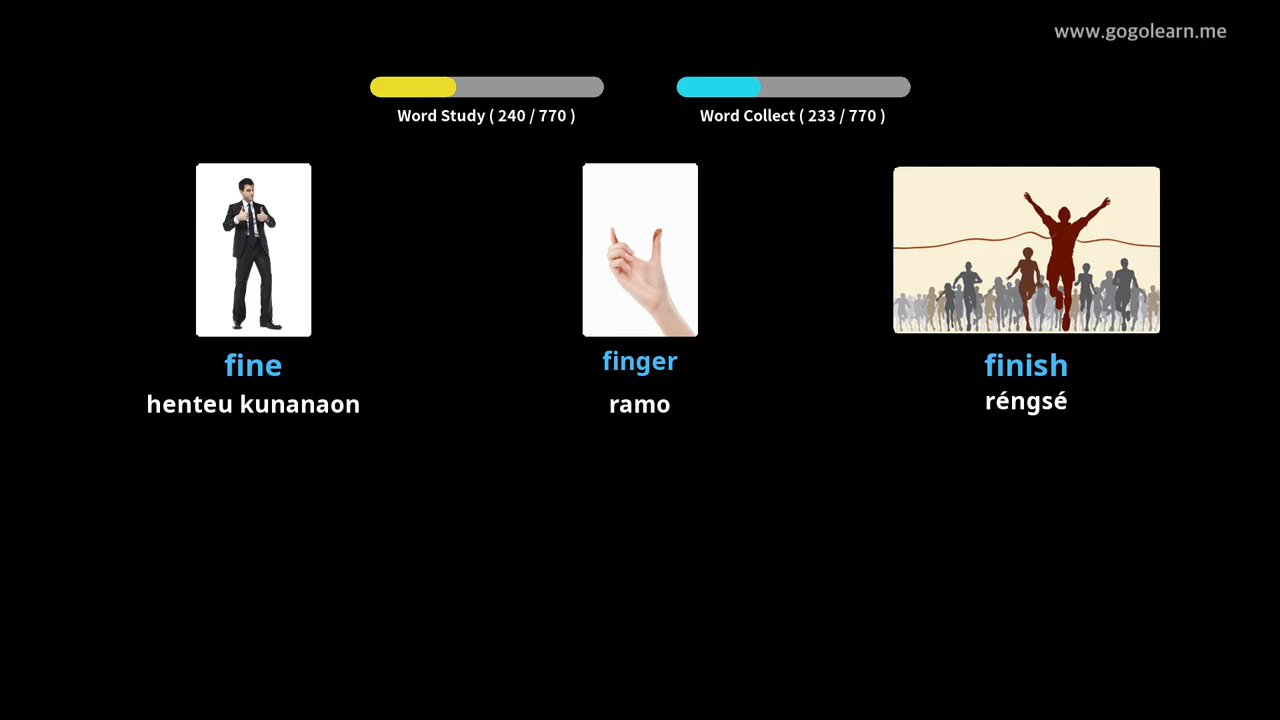 www.gogolearn.me
Word Study ( 240 / 770 )
Word Collect ( 233 / 770 )
fine
henteu kunanaon
finger
ramo
finish
réngsé